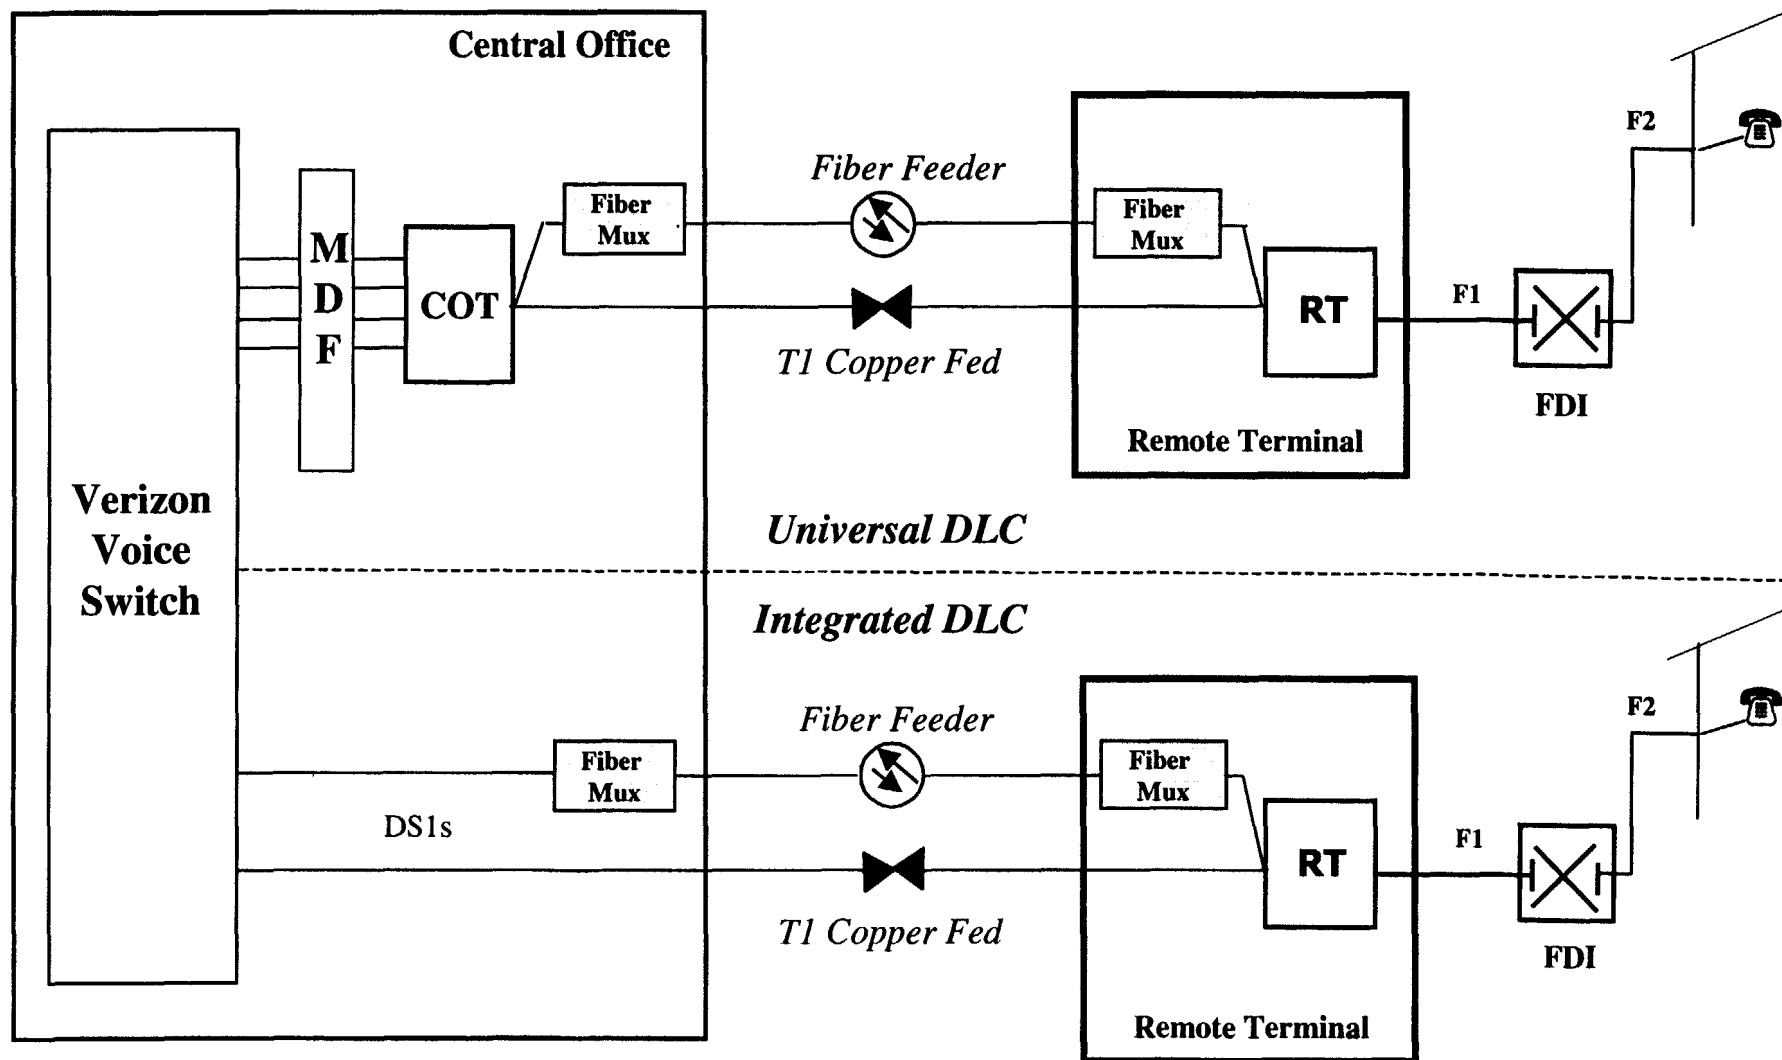 Central Office
Fiber Feeder
Fiber
Mux
Fiber
Mux
F2
M
D
F
COT
RT
F1
T1 Copper Fed
FDI
Remote Terminal
Verizon
Voice
Switch
Universal DLC
Integrated DLC
Fiber Feeder
Fiber
Mux
Fiber
Mux
F2
DS1s
RT
F1
T1 Copper Fed
FDI
Remote Terminal